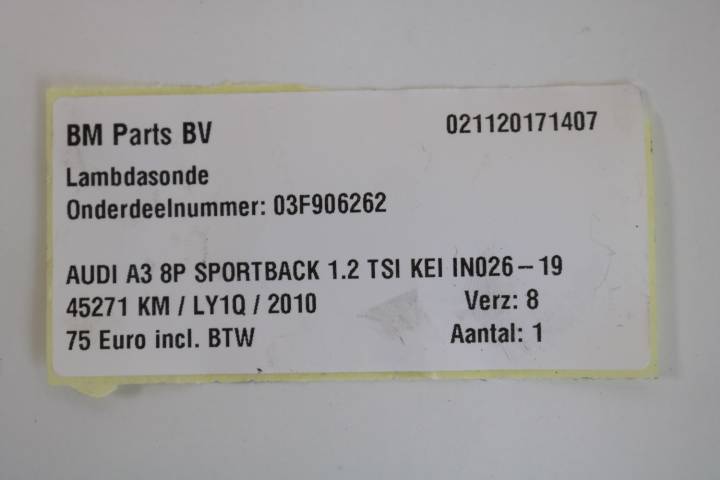 BM Parts BV 021120171407
Lambdasonde
Onderdeelnummer: 03F906262
AUDI A3 8P SPORTBACK 1.2 TSI KEI IN026-19
45271 KM / LY1Q / 2010 Verz: 8
75 Euro incl. BTW Aantal: 1